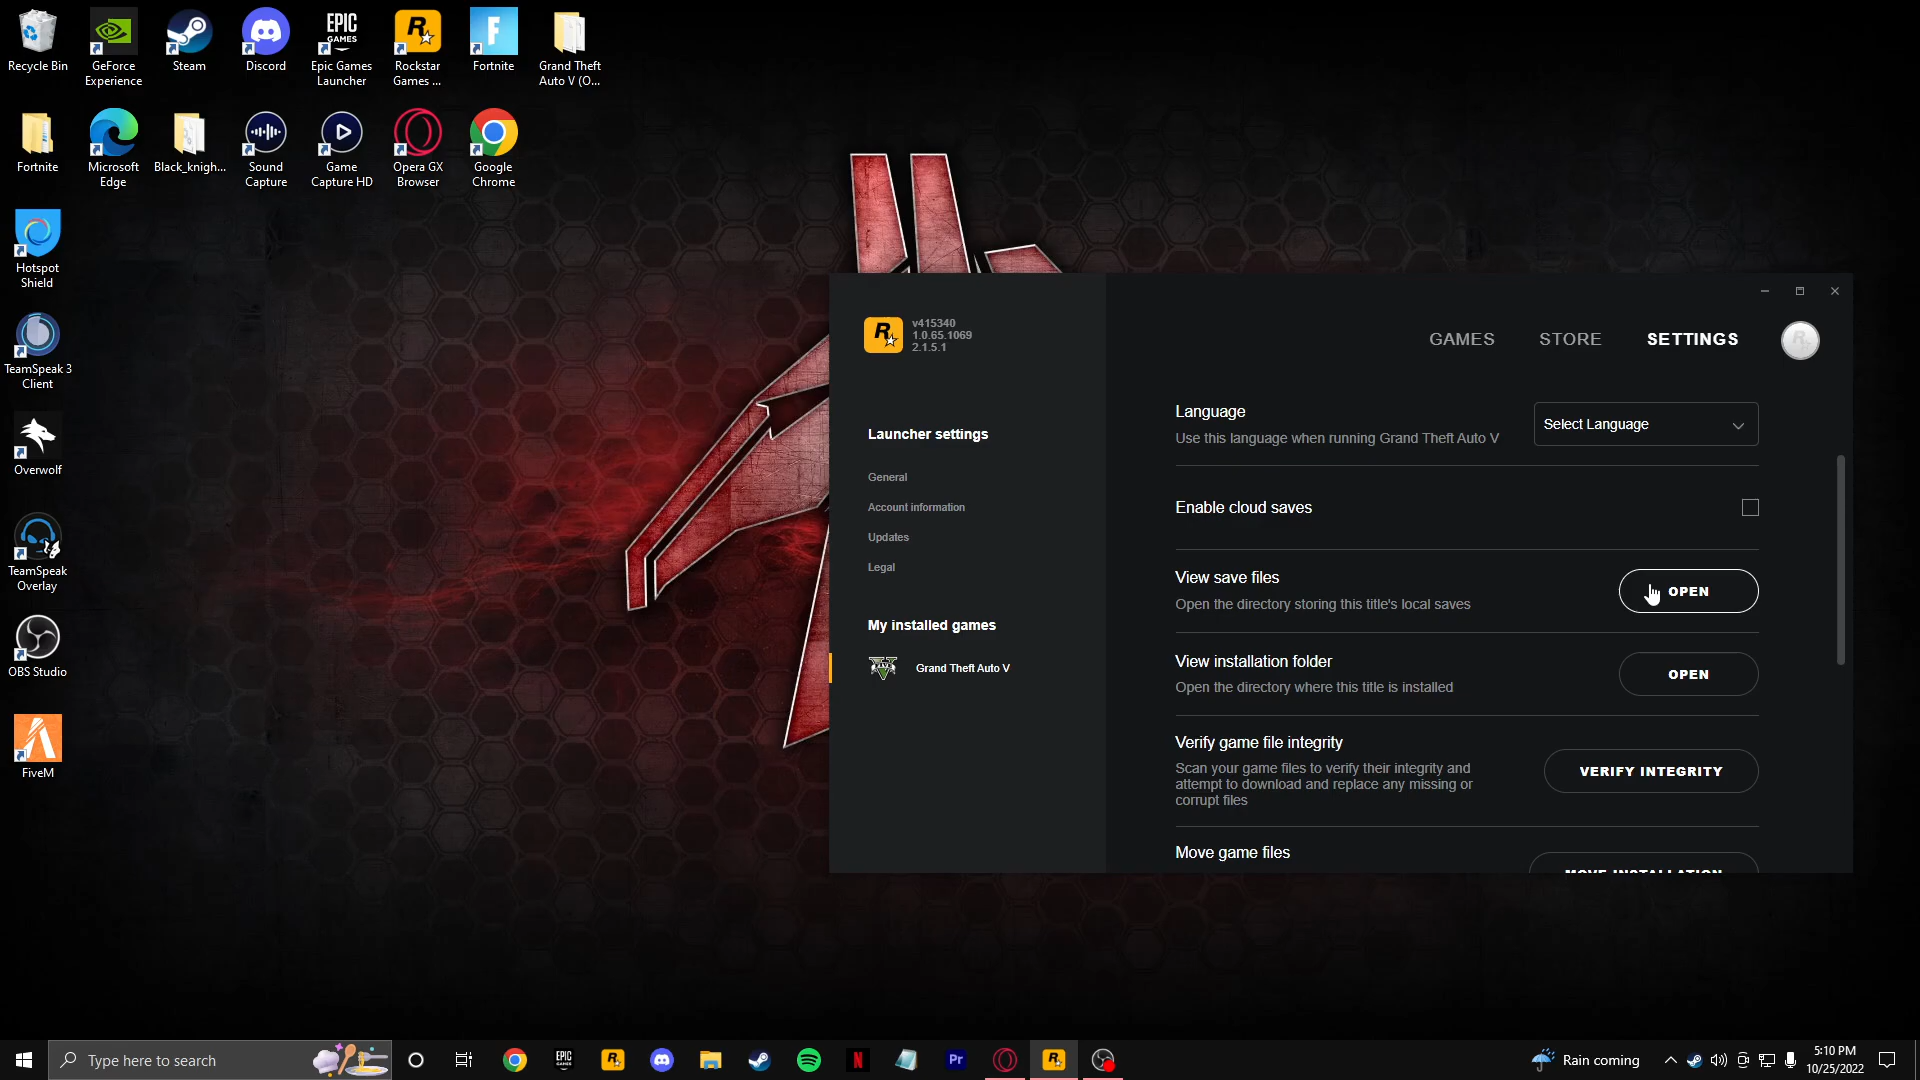 Recycle Bin
GeForce
Experience
Steam
Discord
EPIC
GAMES
Epic Games
Launcher
Rockstar
Games ...
Fortnite
Grand Theft
Auto V (O...
Fortnite
Microsoft
Edge
Black_knigh...
Sound
Capture
Game
Capture HD
Opera GX
Browser
Google
Chrome
Hotspot
Shield
TeamSpeak 3
Client
Overwolf
TeamSpeak
Overlay
OBS Studio
FiveM
v415340
1.0.65.1069
2.1.5.1
GAMES
STORE
SETTINGS
Launcher settings
General
Account information
Updates
Legal
My installed games
Grand Theft Auto V
Language
Use this language when running Grand Theft Auto V
Select Language
Enable cloud saves
View save files
Open the directory storing this title's local saves
OPEN
View installation folder
Open the directory where this title is installed
OPEN
Verify game file integrity
Scan your game files to verify their integrity and
attempt to download and replace any missing or
corrupt files
VERIFY INTEGRITY
Move game files
MOVE INSTALLATION
Type here to search
EPIC
GAMES
Pr
Rain coming
5:10 PM
10/25/2022